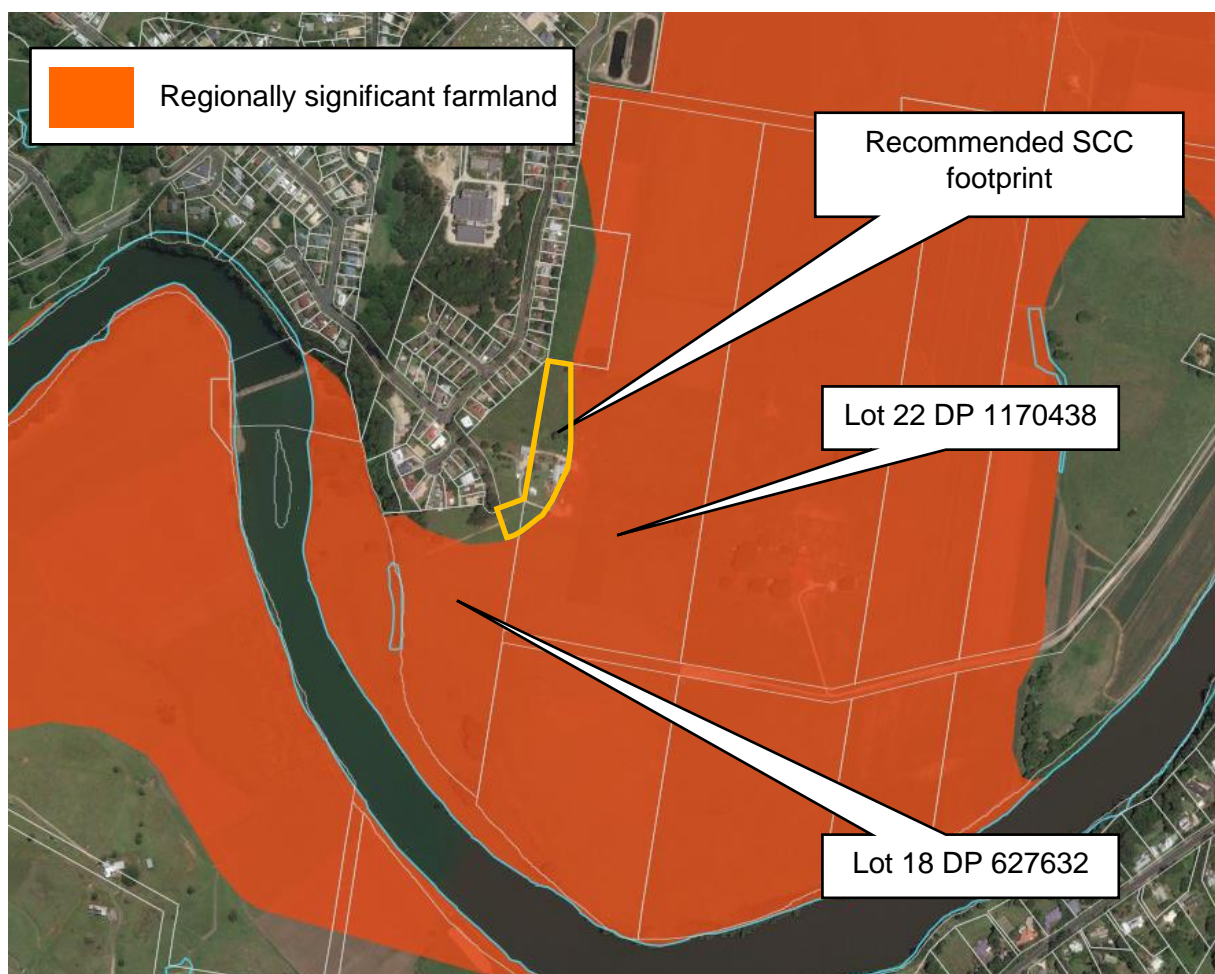 Regionally significant farmland
Recommended SCC
footprint
Lot 22 DP 1170438
Lot 18 DP 627632